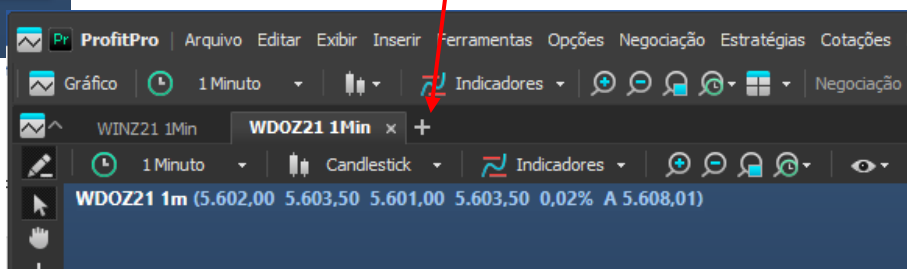 Pr ProfitPro | Arquivo Editar Exibir Inserir Ferramentas Opções Negociação Estratégias Cotações
Gráfico 1 Minuto Indicadores Negociação
WINZ21 1Min WDOZ21 1Min × +
1 Minuto Candlestick Indicadores
WDOZ21 1m (5.602,00 5.603,50 5.601,00 5.603,50 0,02% A 5.608,01)